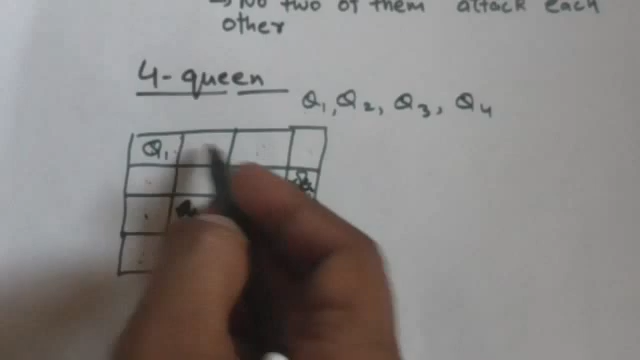 → No two of them attack each
other
4-queen
Q1, Q2, Q3, Q4
Q1